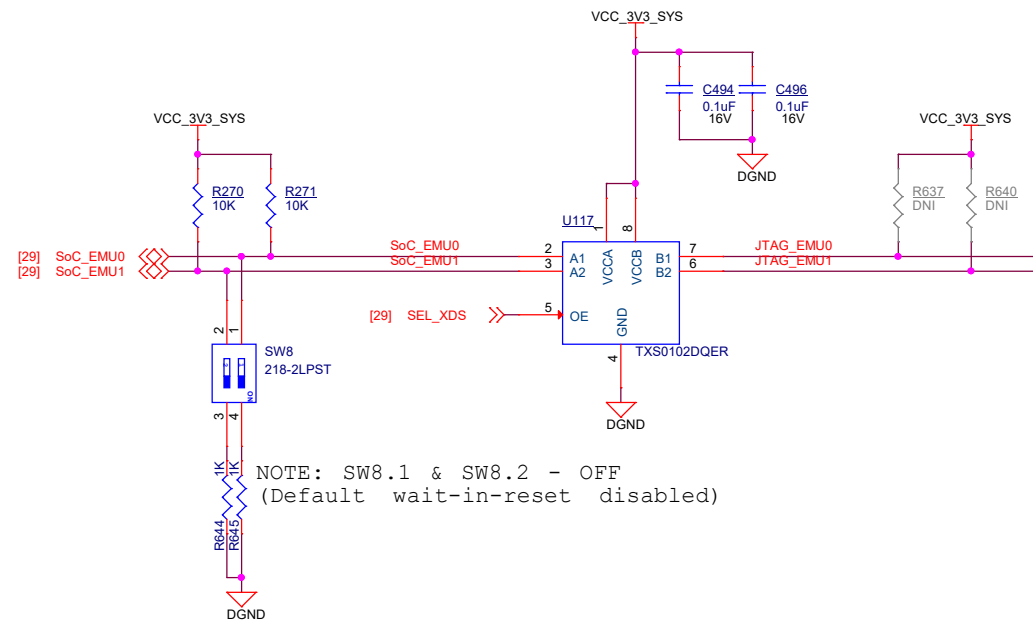 VCC_3V3_SYS
C494
0.1uF
16V
C496
0.1uF
16V
DGND
VCC_3V3_SYS
R270
10K
R271
10K
VCC_3V3_SYS
R637
DNI
R640
DNI
U117
1
8
[29] SoC_EMU0
[29] SoC_EMU1
SoC_EMU0
SoC_EMU1
2
3
A1
A2
VCCA
VCCB
B1
B2
7
6
JTAG_EMU0
JTAG_EMU1
[29] SEL_XDS
5
OE
GND
4
TXS0102DQER
DGND
2
1
SW8
218-2LPST
ON
3
4
1K
1K
R644
R645
NOTE: SW8.1 & SW8.2 - OFF
(Default wait-in-reset disabled)
DGND